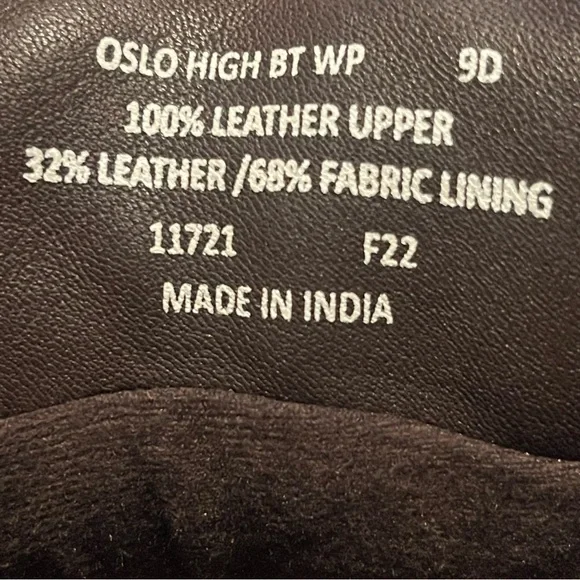 OSLO HIGH BT WP 9D
100% LEATHER UPPER
32% LEATHER /68% FABRIC LINING
11721 F22
MADE IN INDIA